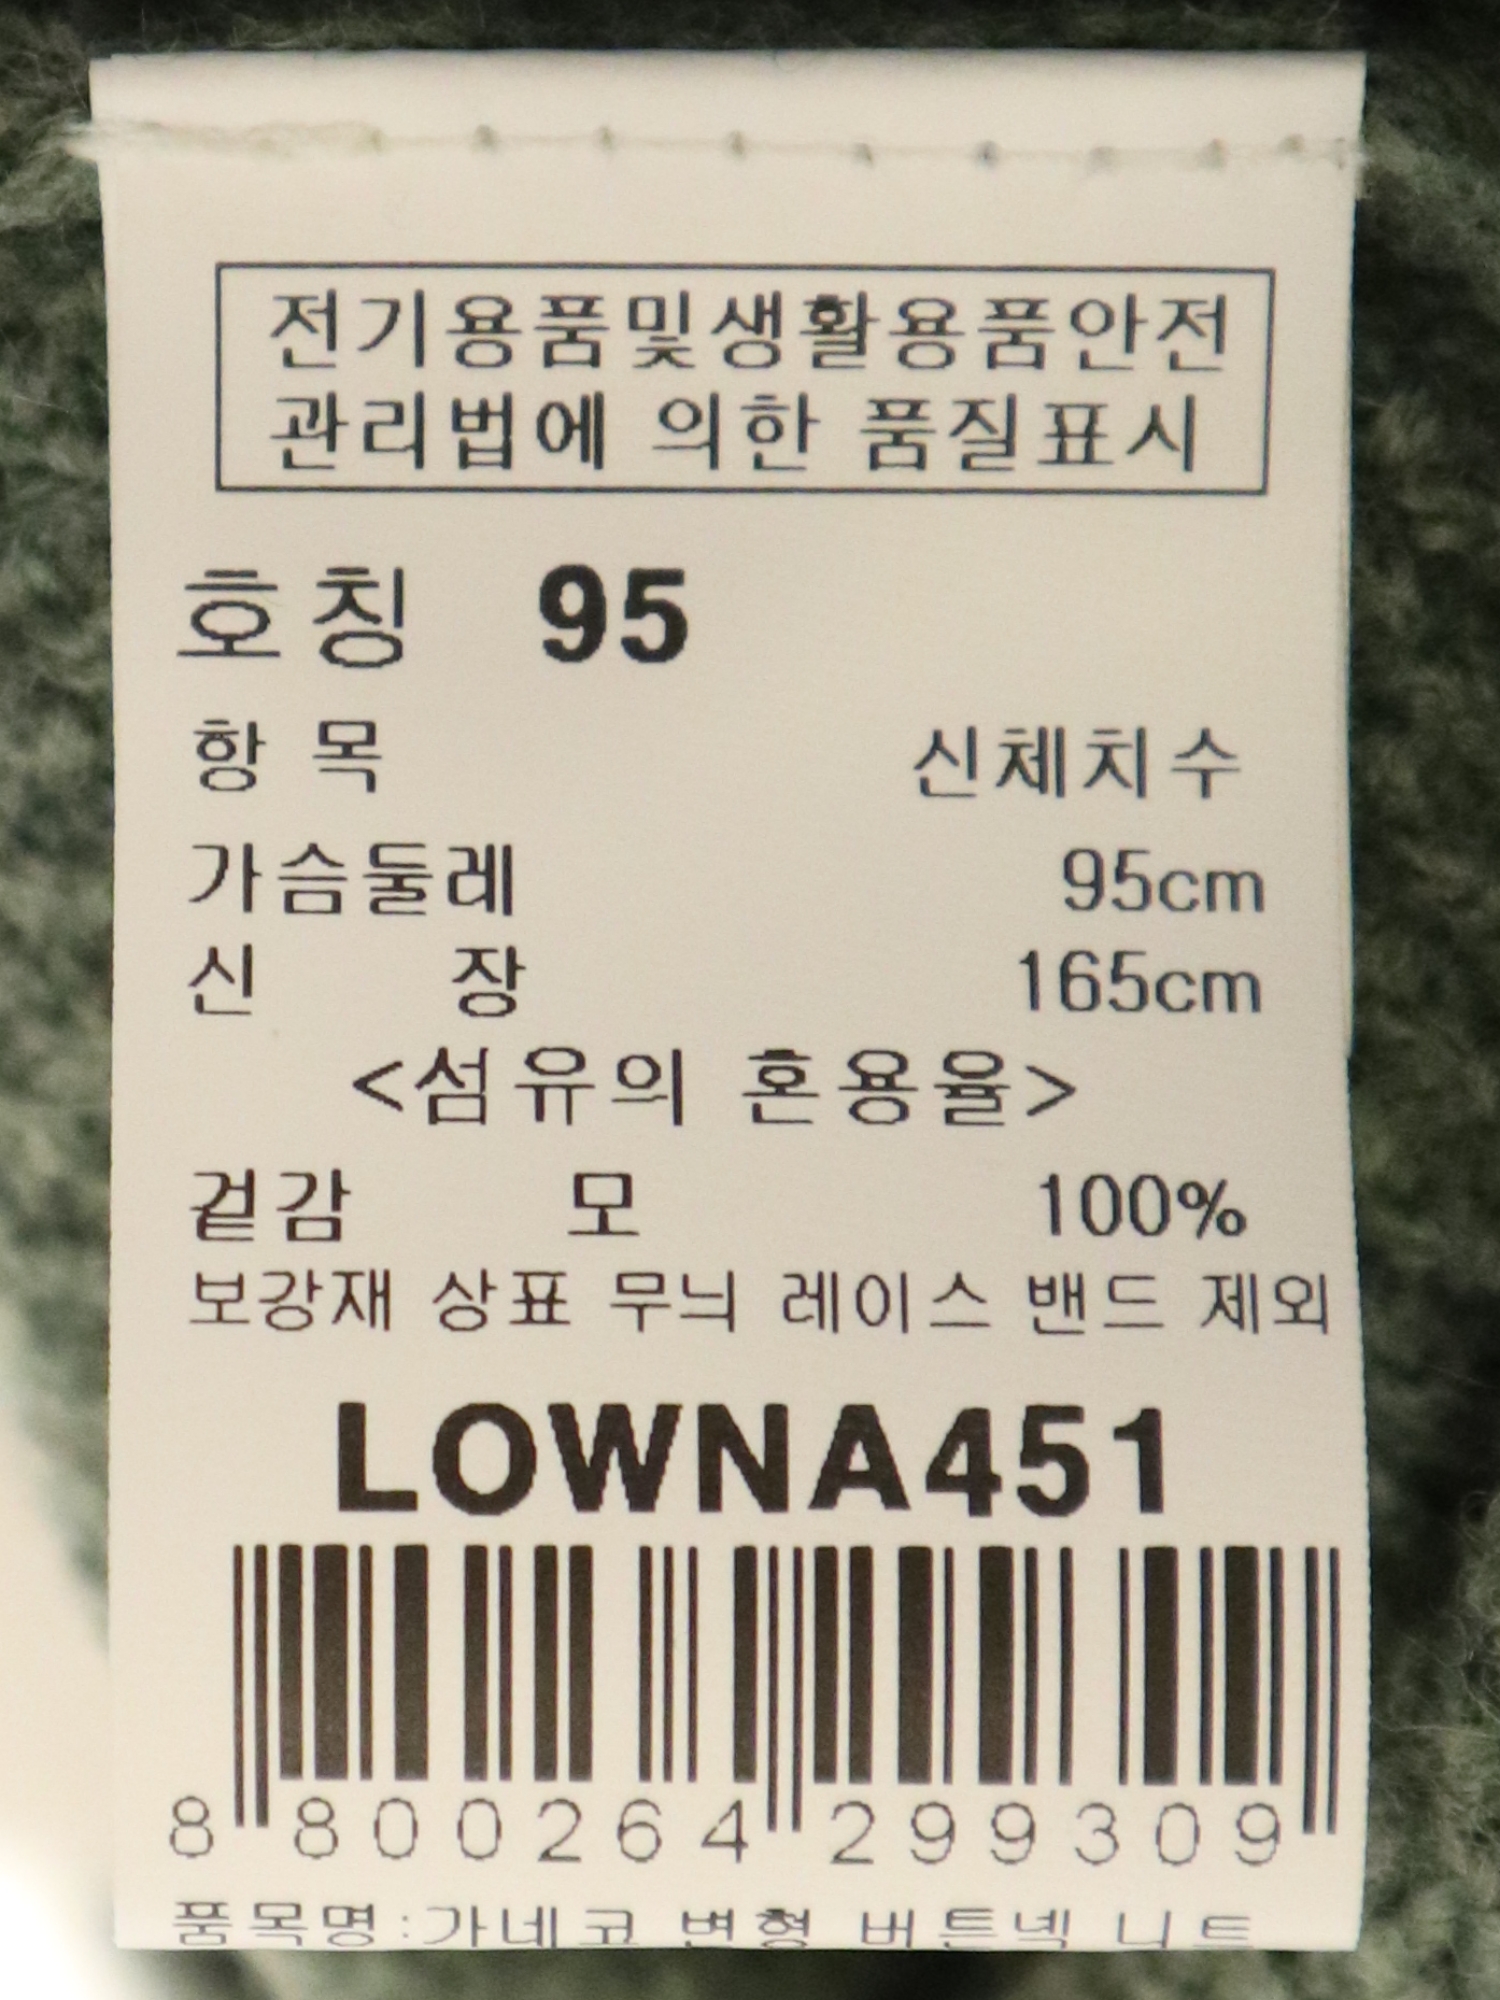 전기용품및생활용품안전
관리법에 의한 품질표시
호칭 95
항 목 신체치수
가슴둘레 95cm
신 장 165cm
<섬유의 혼용율>
겉감 모 100%
보강재 상표 무늬 레이스 밴드 제외
LOWNA451
8 800264 299309
품목명:가네코 변형 버튼넥 니트